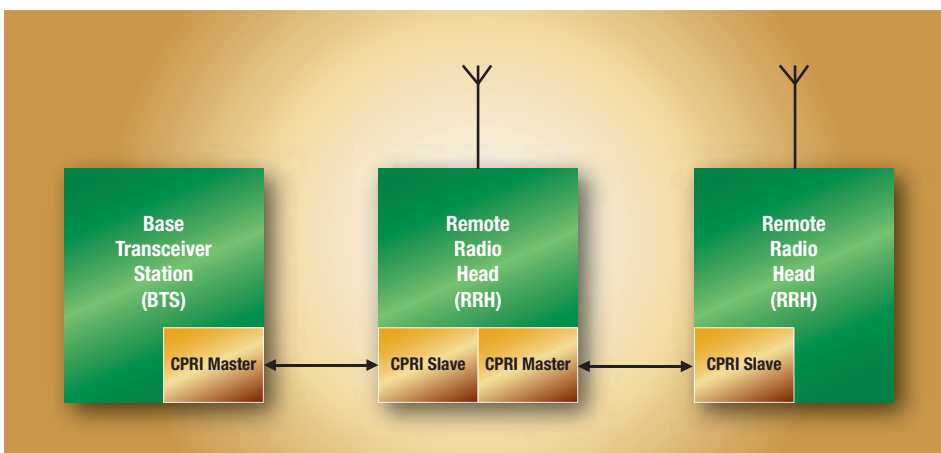 Base
Transceiver
Station
(BTS)
CPRI Master
Remote
Radio
Head
(RRH)
CPRI Slave
CPRI Master
Remote
Radio
Head
(RRH)
CPRI Slave